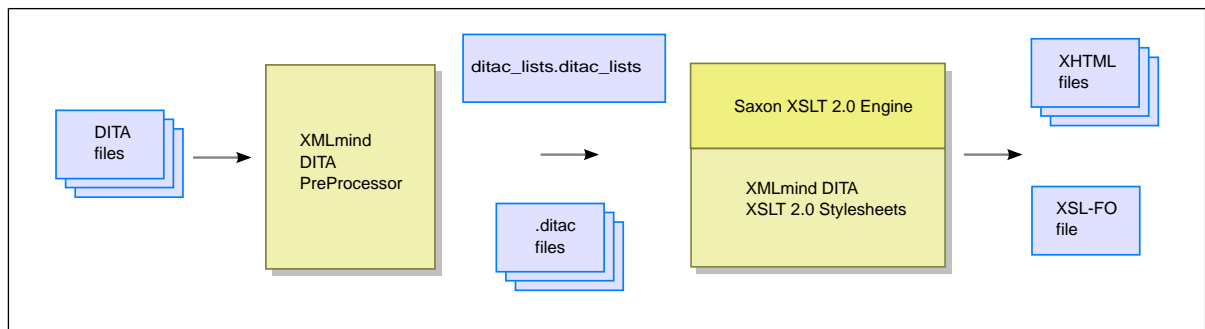 DITA
files
XMLmind
DITA
PreProcessor
ditac_lists.ditac_lists
.ditac
files
Saxon XSLT 2.0 Engine
XMLmind DITA
XSLT 2.0 Stylesheets
XHTML
files
XSL-FO
file